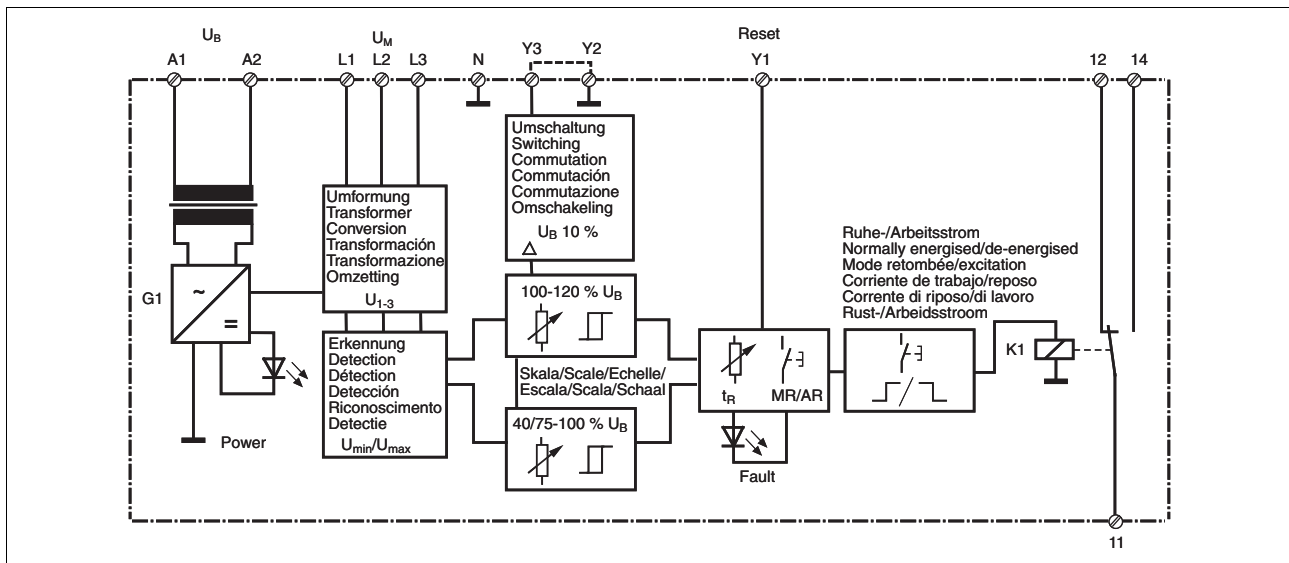 U_B
U_M
Reset
A1
A2
L1
L2
L3
N
Y3
Y2
Y1
12
14
Umschaltung
Switching
Commutation
Commutación
Commutazione
Omschakeling
U_B 10 %
△
Umformung
Transformer
Conversion
Transformación
Transformazione
Omzetting
U_1-3
G1
~
=
Power
Erkennung
Detection
Détection
Detección
Riconoscimento
Detectie
U_min/U_max
100-120 % U_B
Skala/Scale/Echelle/
Escala/Scala/Schaal
40/75-100 % U_B
t_R
MR/AR
Fault
Ruhe-/Arbeitsstrom
Normally energised/de-energised
Mode retombée/excitation
Corriente de trabajo/reposo
Corrente di riposo/di lavoro
Rust-/Arbeidsstroom
K1
11